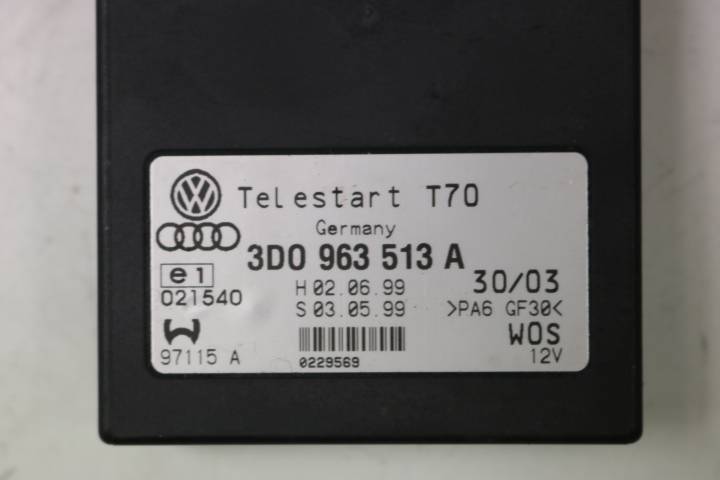 Telestart T70
Germany
3D0 963 513 A
e1
021540
H 02.06.99
S 03.05.99
30/03
>PA6 GF30<
97115 A
0229569
WOS
12V